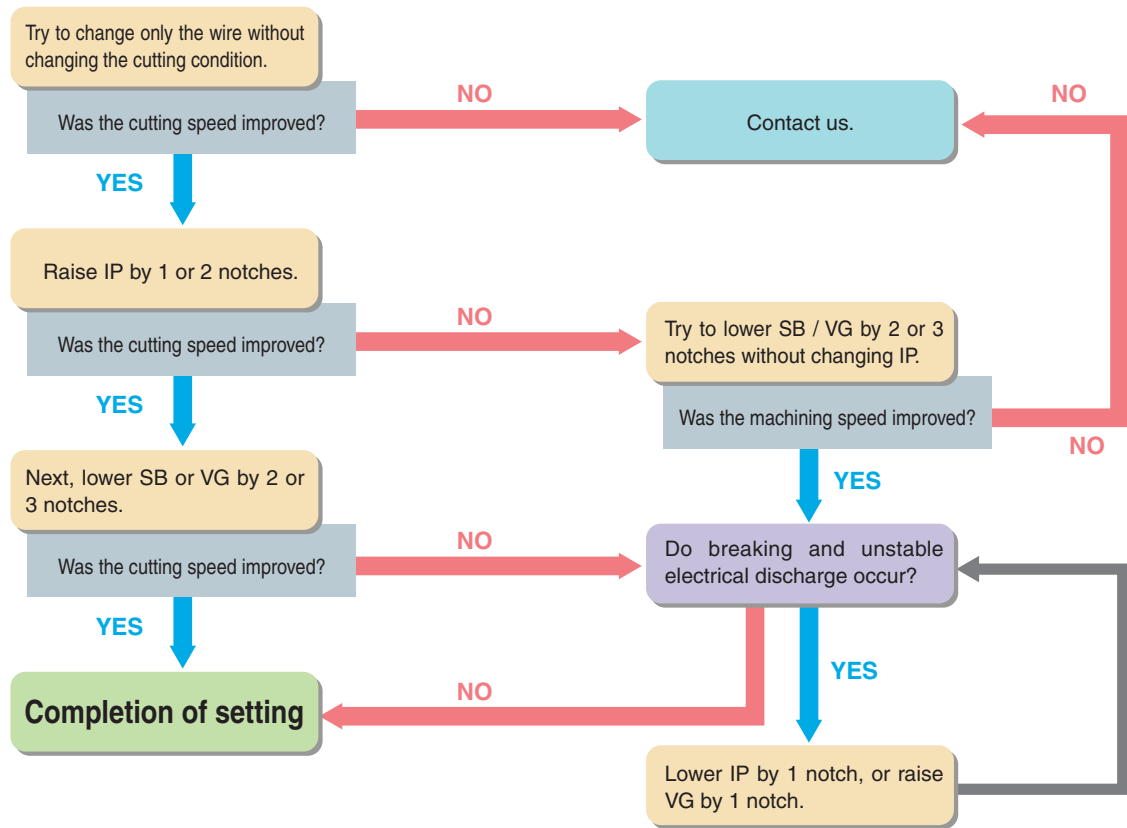 Try to change only the wire without
changing the cutting condition.
Was the cutting speed improved?
NO
Contact us.
NO
YES
Raise IP by 1 or 2 notches.
Was the cutting speed improved?
NO
Try to lower SB / VG by 2 or 3
notches without changing IP.
Was the machining speed improved?
NO
YES
YES
Next, lower SB or VG by 2 or
3 notches.
Was the cutting speed improved?
NO
Do breaking and unstable
electrical discharge occur?
YES
YES
NO
Completion of setting
Lower IP by 1 notch, or raise
VG by 1 notch.